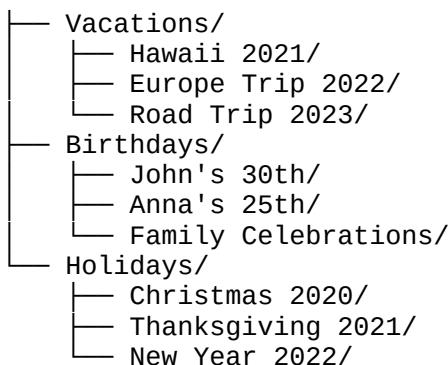 ├── Vacations/
│   ├── Hawaii 2021/
│   ├── Europe Trip 2022/
│   └── Road Trip 2023/
├── Birthdays/
│   ├── John's 30th/
│   ├── Anna's 25th/
│   └── Family Celebrations/
└── Holidays/
    ├── Christmas 2020/
    ├── Thanksgiving 2021/
    └── New Year 2022/